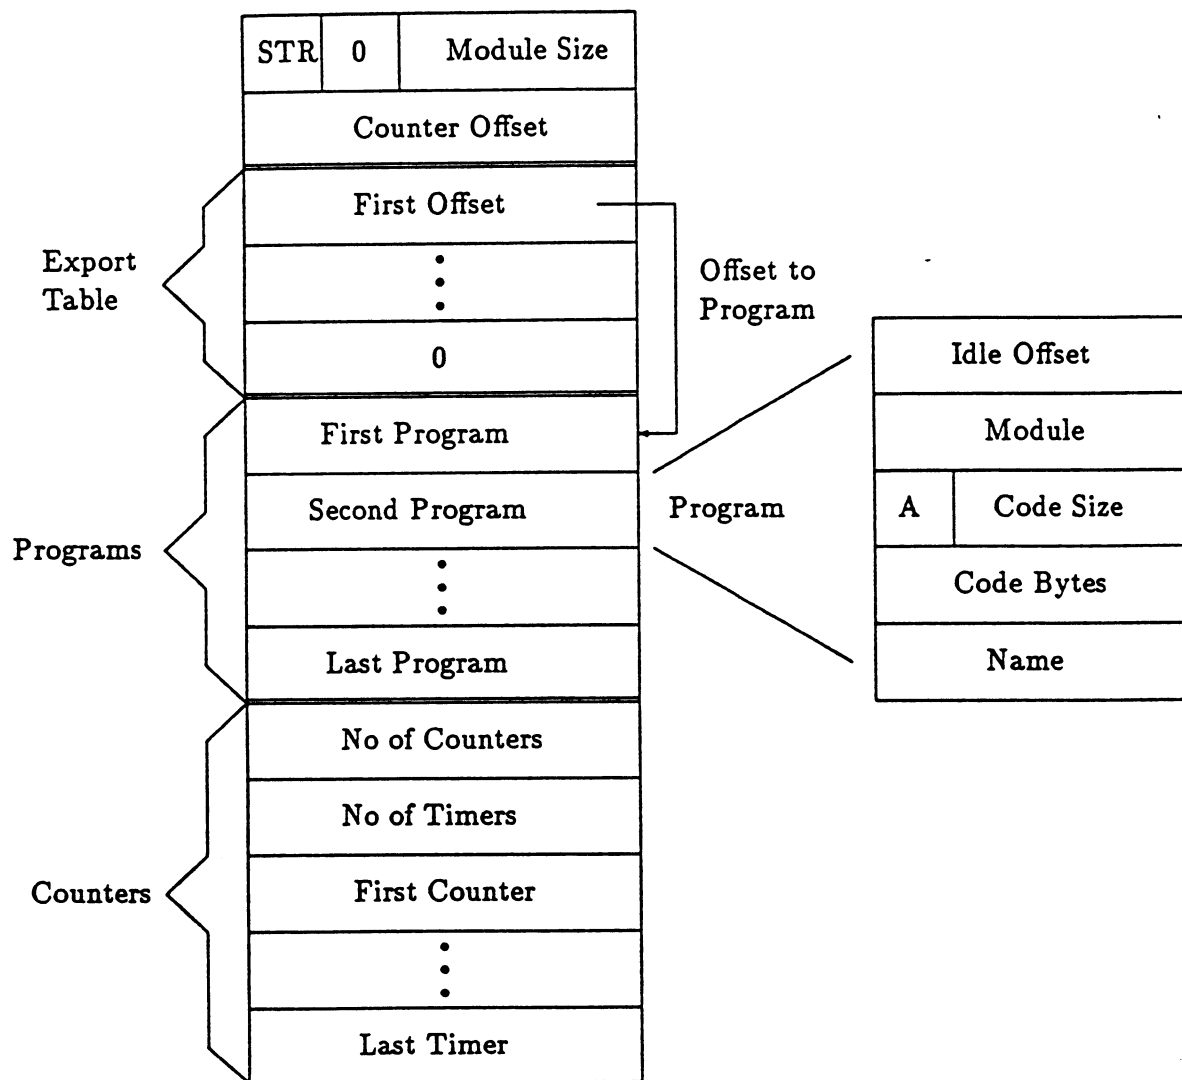 STR 0 Module Size
Counter Offset
First Offset
Export
Table
Offset to
Program
0
Idle Offset
Module
A Code Size
Code Bytes
Name
First Program
Second Program
Program
Programs
Last Program
No of Counters
No of Timers
Counters
First Counter
Last Timer